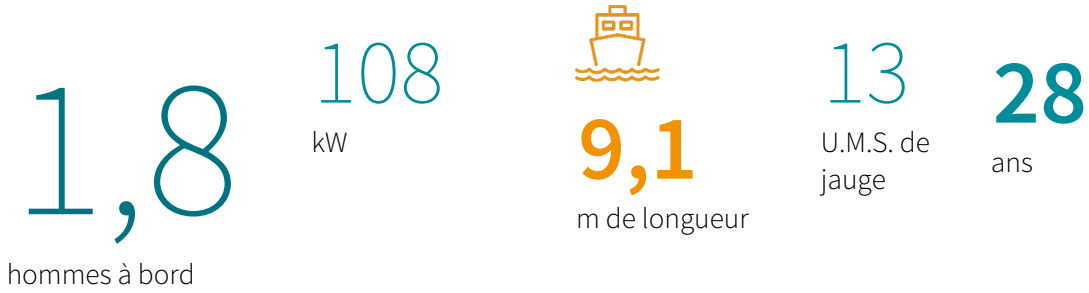 1,8
hommes à bord
108
kW
9,1
m de longueur
13
U.M.S. de
jauge
28
ans